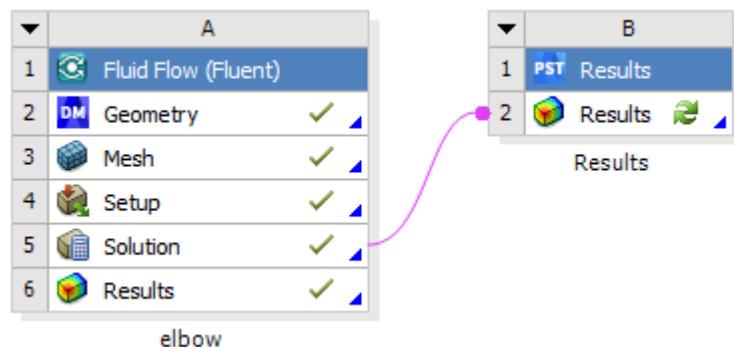 A
1 Fluid Flow (Fluent)
2 DM Geometry
3 Mesh
4 Setup
5 Solution
6 Results
elbow
B
1 PST Results
2 Results
Results